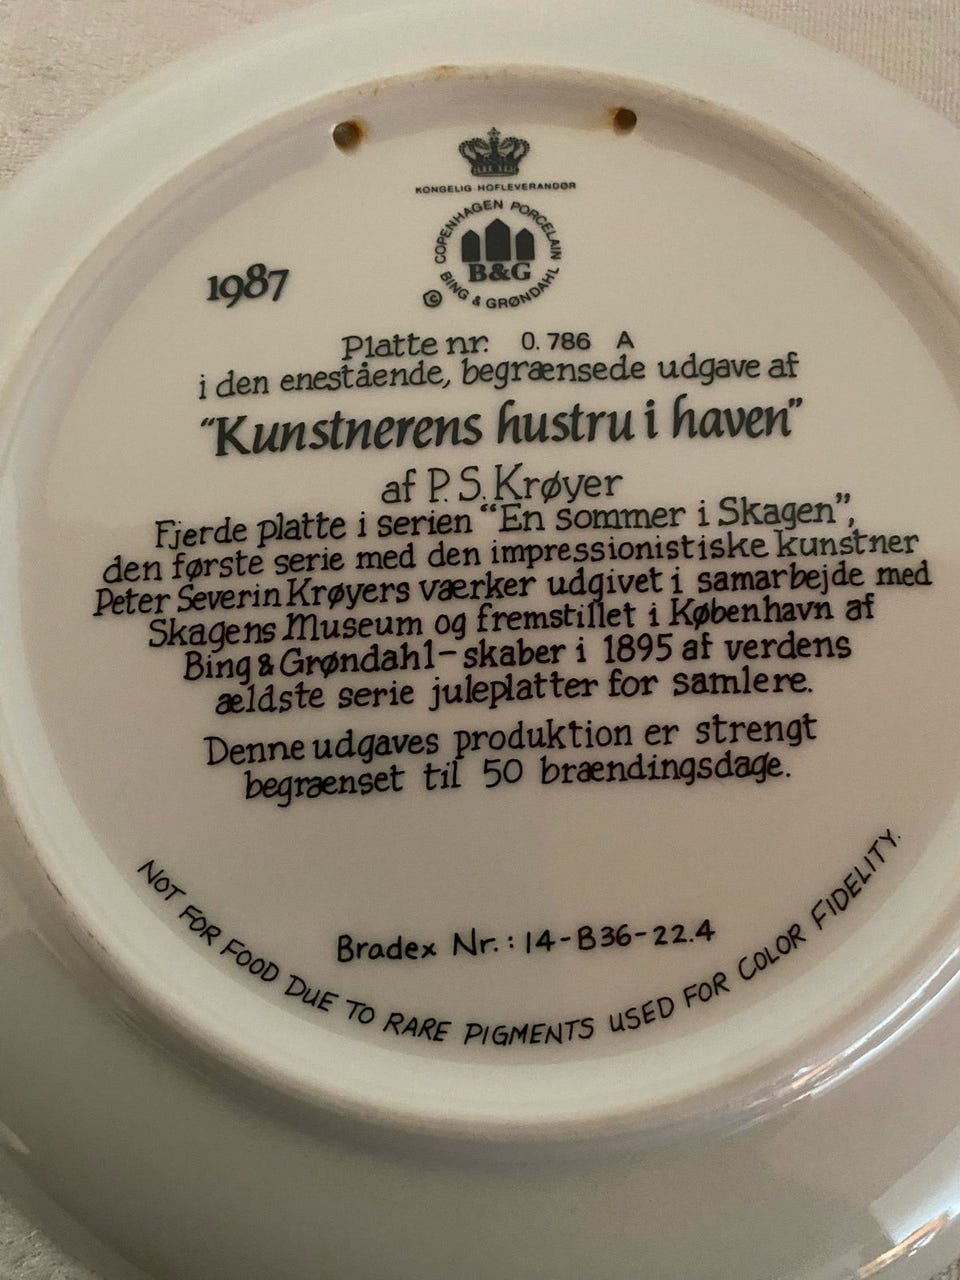 KONGELIG HOFLEVERANDØR
COPENHAGEN PORCELAIN
B&G
© BING & GRØNDAHL
1987
Platte nr. 0.786 A
i den enestående, begrænsede udgave af
“Kunstnerens hustru i haven”
af P. S. Krøyer
Fjerde platte i serien “En sommer i Skagen”,
den første serie med den impressionistiske kunstner
Peter Severin Krøyers værker udgivet i samarbejde med
Skagens Museum og fremstillet i København af
Bing & Grøndahl – skaber i 1895 af verdens
ældste serie juleplatter for samlere.
Denne udgaves produktion er strengt
begrænset til 50 brændingsdage.
Bradex Nr.: 14-B36-22.4
NOT FOR FOOD DUE TO RARE PIGMENTS USED FOR COLOR FIDELITY.